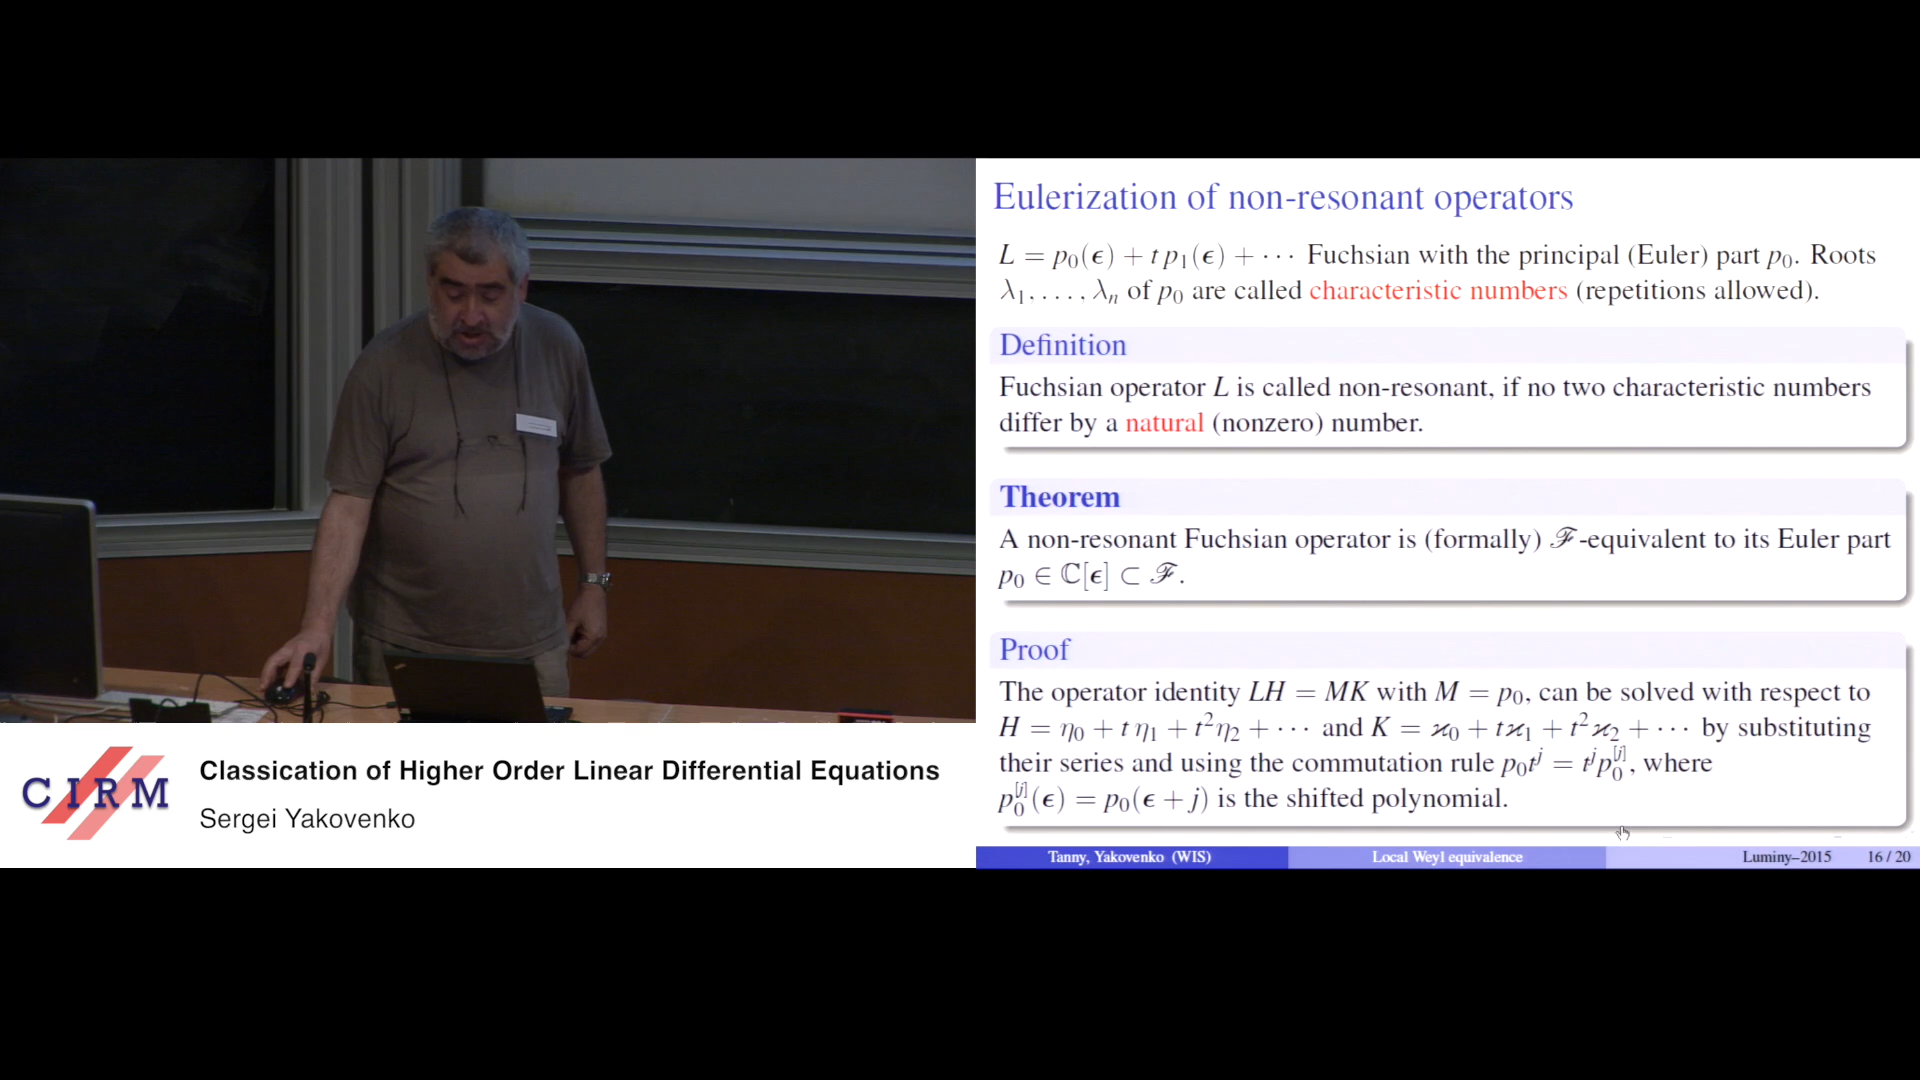 Eulerization of non-resonant operators
L = p₀(ϵ) + t p₁(ϵ) + ⋯ Fuchsian with the principal (Euler) part p₀. Roots
λ₁, . . . , λₙ of p₀ are called characteristic numbers (repetitions allowed).
Definition
Fuchsian operator L is called non-resonant, if no two characteristic numbers
differ by a natural (nonzero) number.
Theorem
A non-resonant Fuchsian operator is (formally) ℱ-equivalent to its Euler part
p₀ ∈ ℂ[ϵ] ⊂ ℱ.
Proof
The operator identity LH = MK with M = p₀, can be solved with respect to
H = η₀ + t η₁ + t²η₂ + ⋯ and K = ϰ₀ + tϰ₁ + t²ϰ₂ + ⋯ by substituting
their series and using the commutation rule p₀tʲ = tʲp₀^[j], where
p₀^[j](ϵ) = p₀(ϵ + j) is the shifted polynomial.
Tanny, Yakovenko (WIS) Local Weyl equivalence Luminy–2015 16 / 20
CIRM
Classication of Higher Order Linear Differential Equations
Sergei Yakovenko